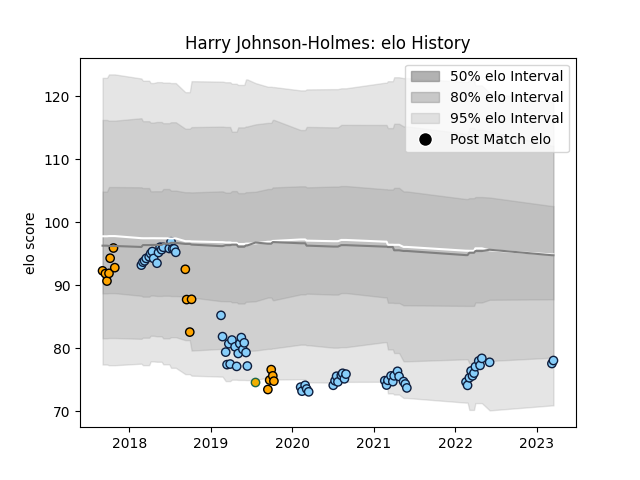 Harry Johnson-Holmes: elo History
50% elo Interval
80% elo Interval
95% elo Interval
Post Match elo
elo score
120
110
100
90
80
70
2018
2019
2020
2021
2022
2023